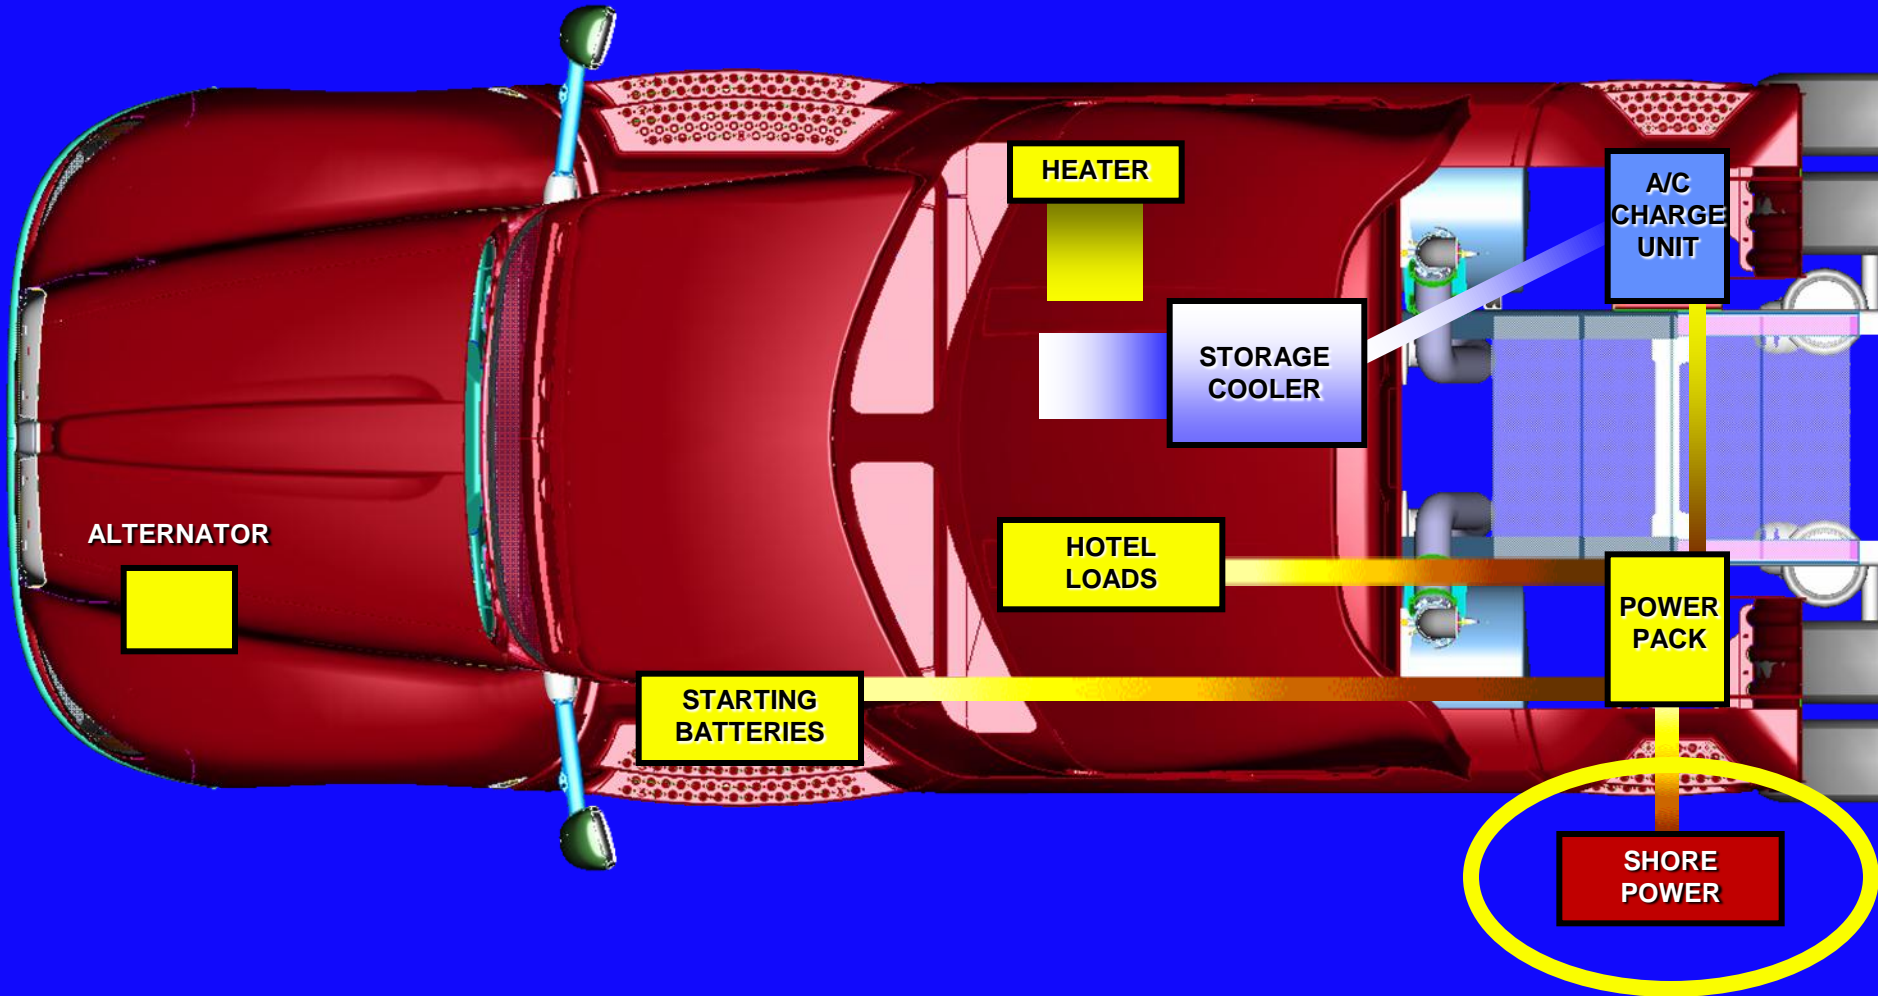 HEATER
A/C
CHARGE
UNIT
STORAGE
COOLER
ALTERNATOR
HOTEL
LOADS
POWER
PACK
STARTING
BATTERIES
SHORE
POWER